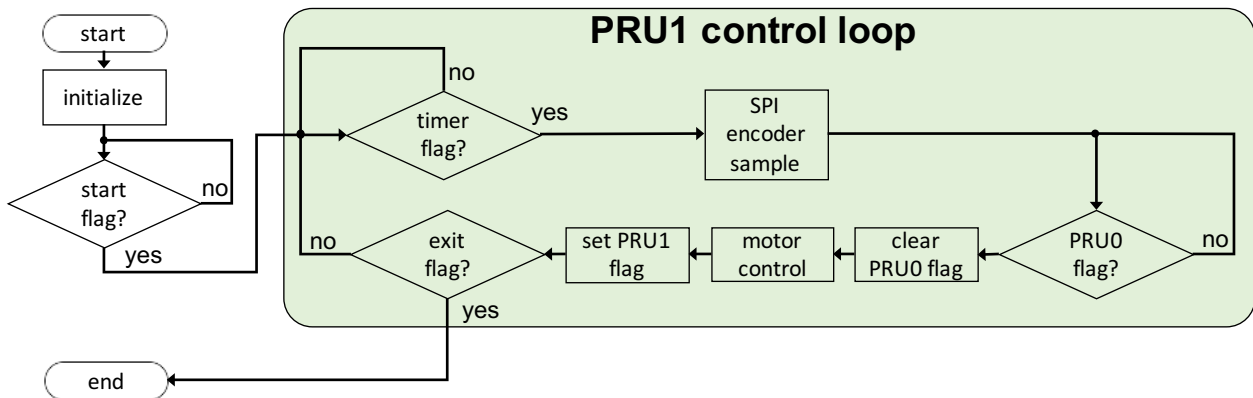 start
PRU1 control loop
initialize
no
yes
timer
flag?
SPI
encoder
sample
start
flag?
no
yes
no
exit
flag?
yes
set PRU1
flag
motor
control
clear
PRU0 flag
PRU0
flag?
no
end